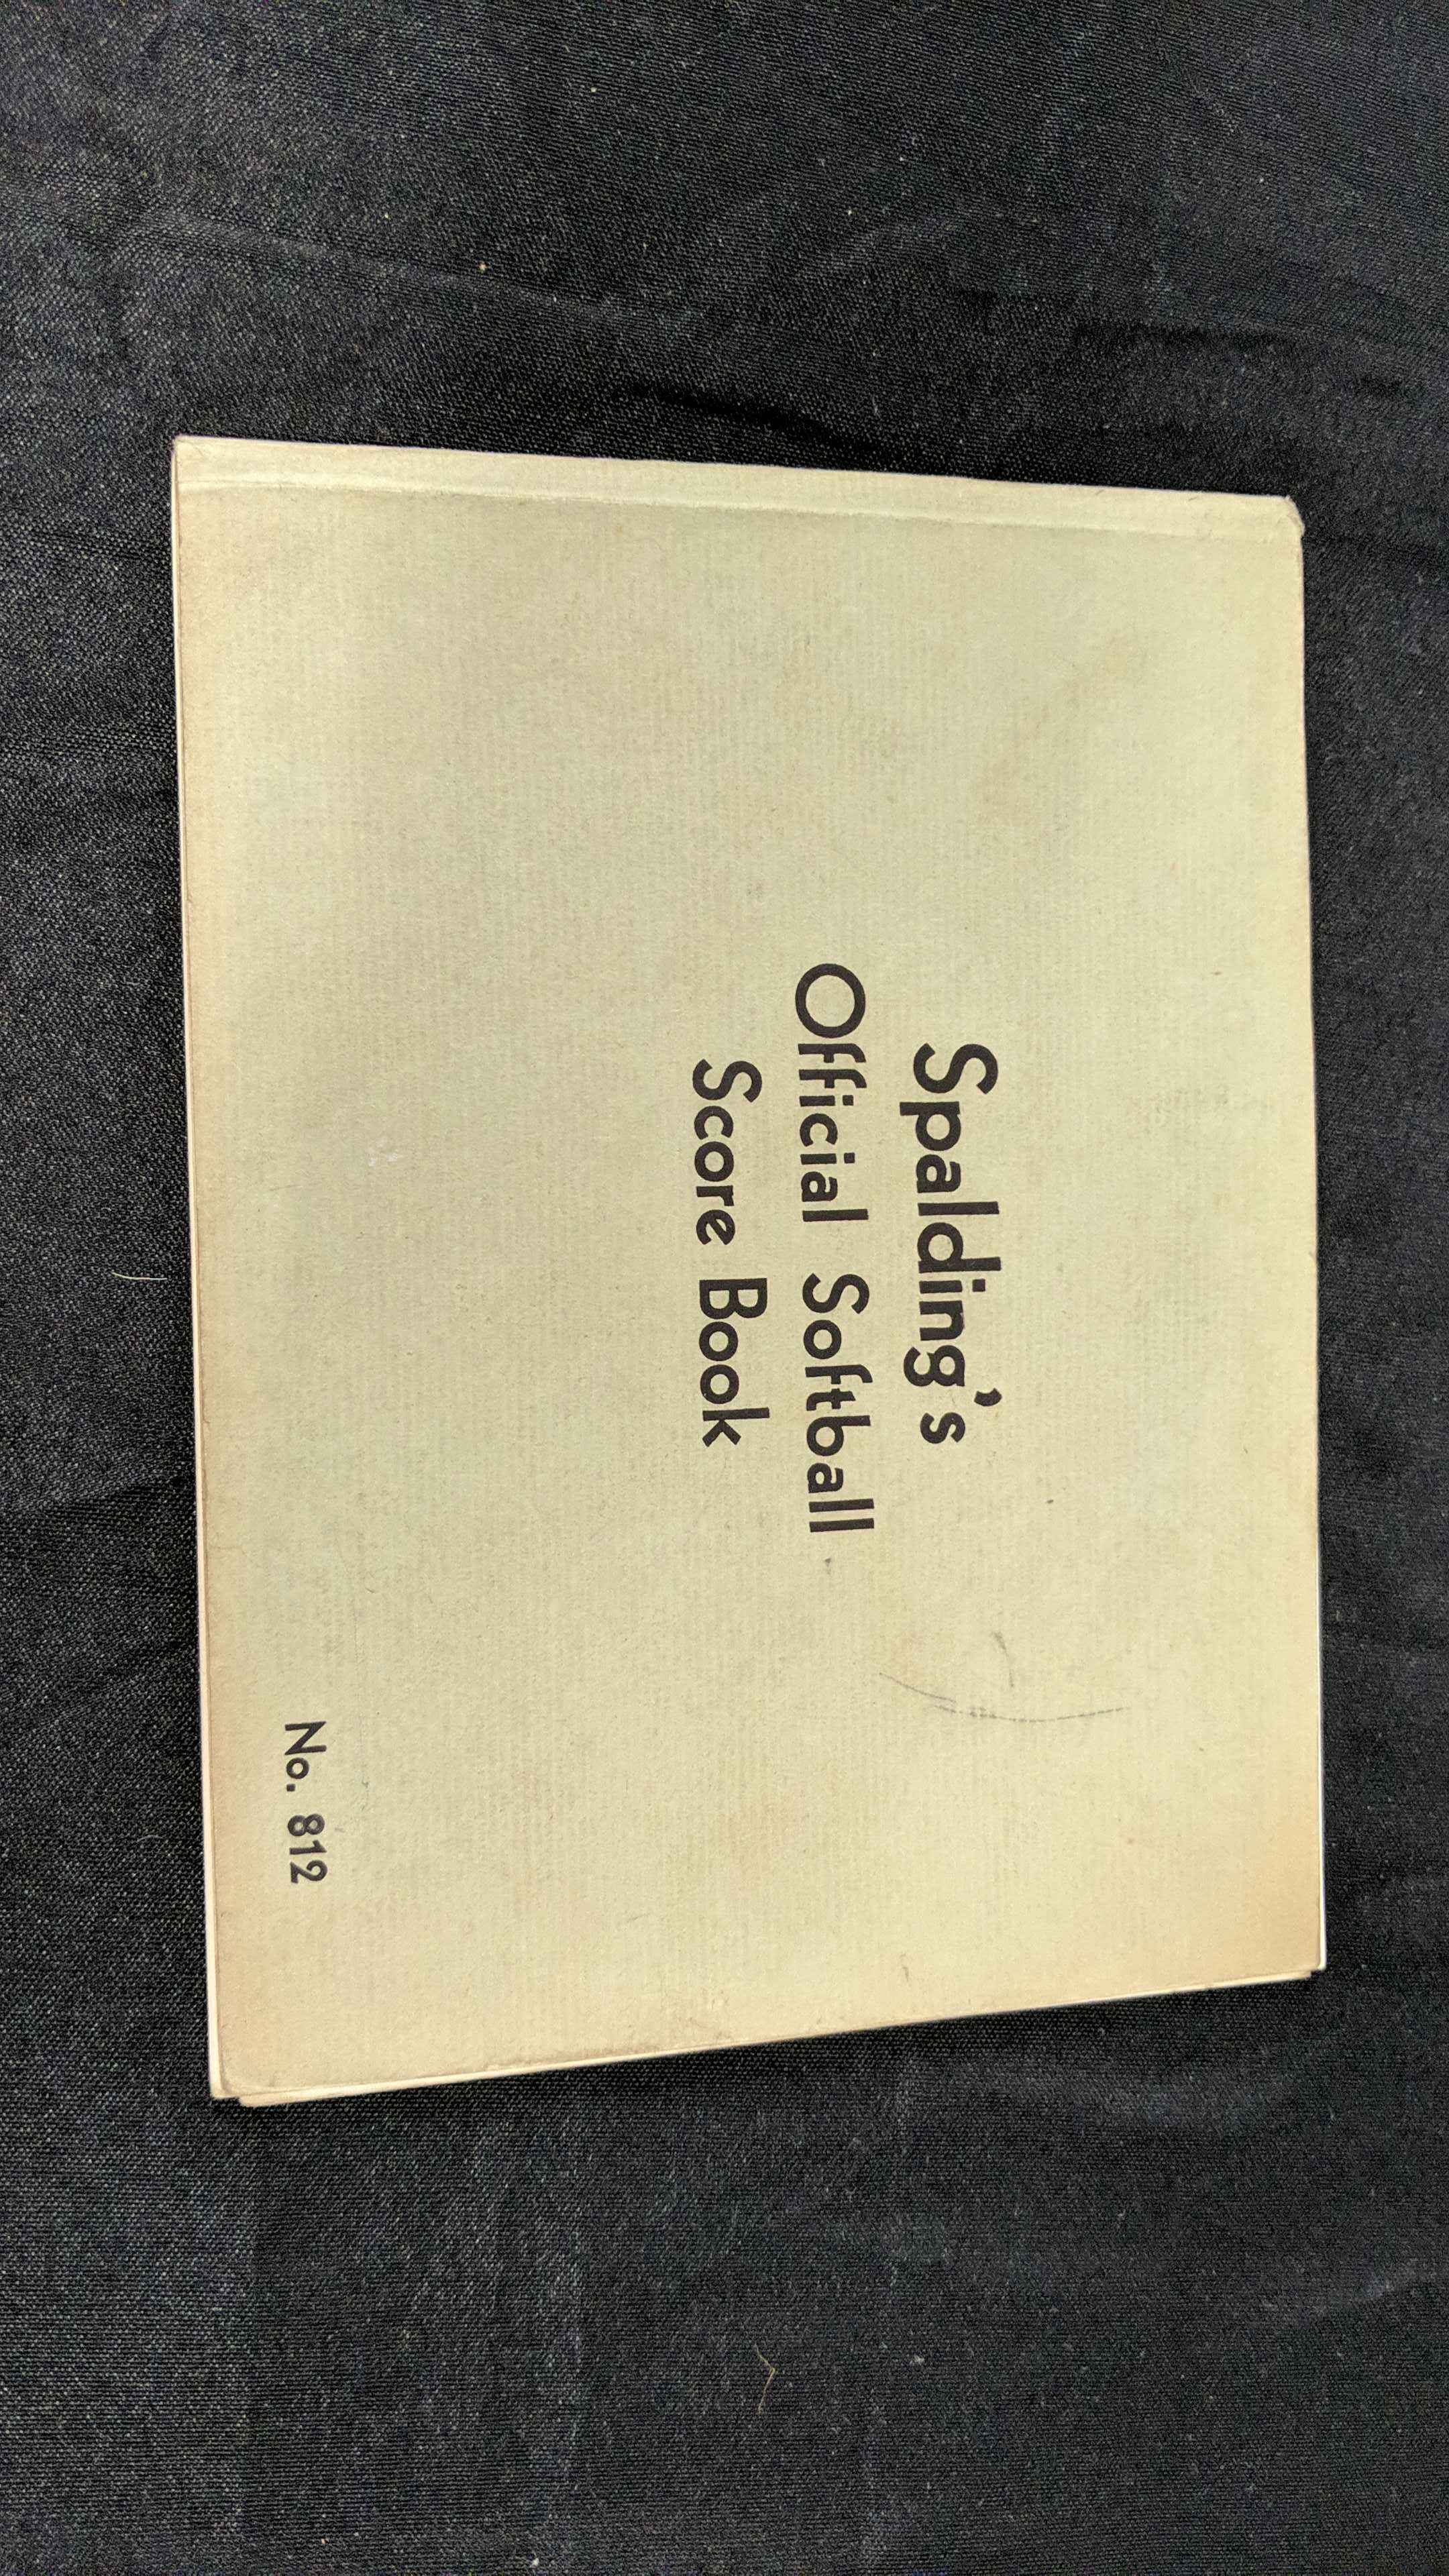 Spalding's
Official Softball
Score Book
No. 812